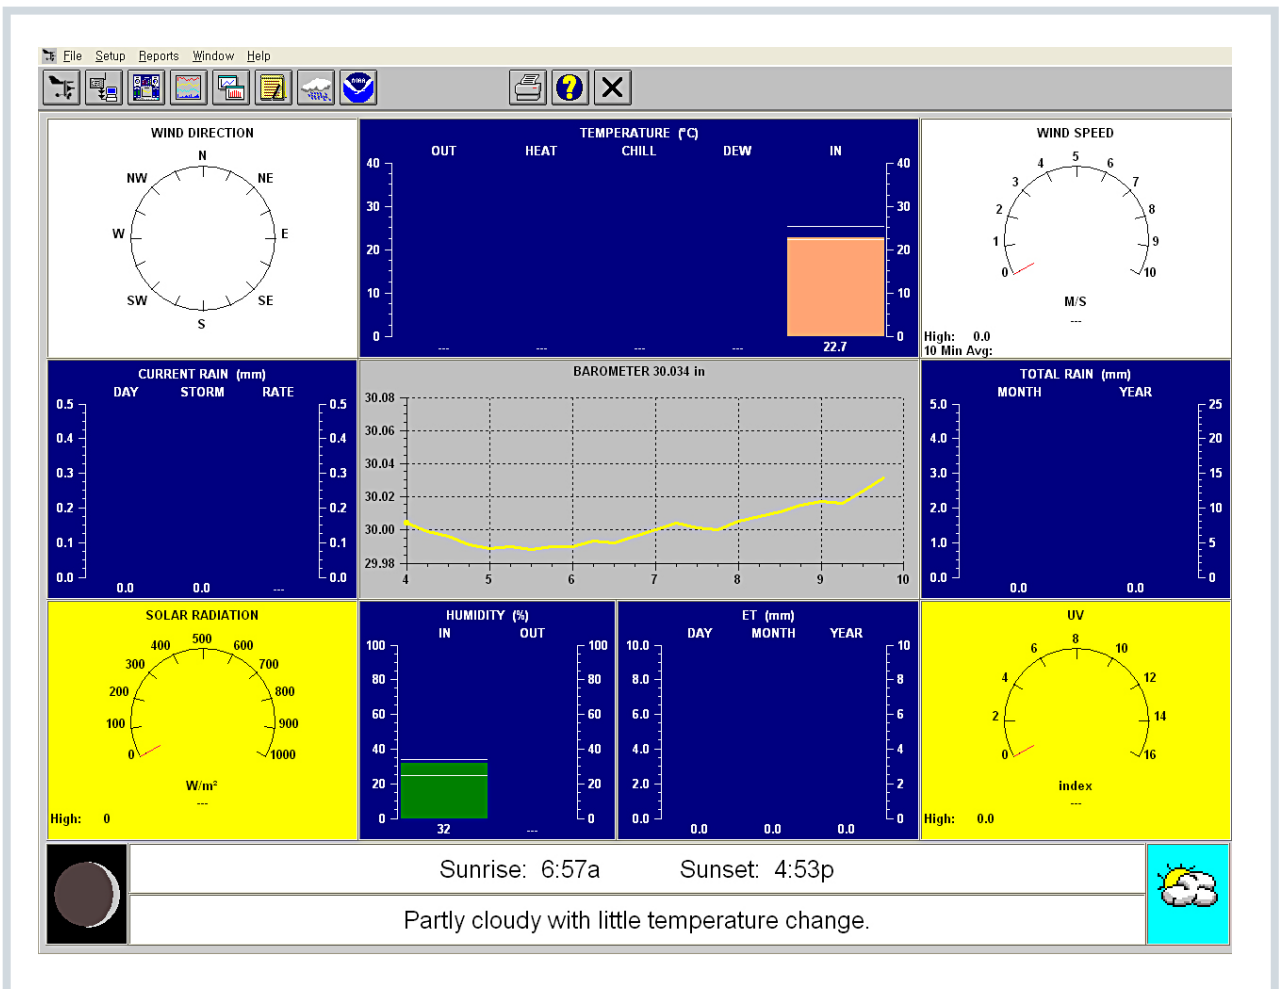 File Setup Reports Window Help
NOAA
WIND DIRECTION
N
NW NE
W E
SW SE
S
TEMPERATURE (°C)
OUT HEAT CHILL DEW IN
40 40
30 30
20 20
10 10
0 0
--- --- --- --- 22.7
WIND SPEED
0 1 2 3 4 5 6 7 8 9 10
M/S
---
High: 0.0
10 Min Avg:
CURRENT RAIN (mm)
DAY STORM RATE
0.5 0.5
0.4 0.4
0.3 0.3
0.2 0.2
0.1 0.1
0.0 0.0
0.0 0.0 ---
BAROMETER 30.034 in
30.08
30.06
30.04
30.02
30.00
29.98
4 5 6 7 8 9 10
TOTAL RAIN (mm)
MONTH YEAR
5.0 25
4.0 20
3.0 15
2.0 10
1.0 5
0.0 0
0.0 0.0
SOLAR RADIATION
0 100 200 300 400 500 600 700 800 900 1000
W/m²
---
High: 0
HUMIDITY (%)
IN OUT
100 100
80 80
60 60
40 40
20 20
0 0
32 ---
ET (mm)
DAY MONTH YEAR
10.0 10
8.0 8
6.0 6
4.0 4
2.0 2
0.0 0
0.0 0.0 0.0
UV
0 2 4 6 8 10 12 14 16
index
---
High: 0.0
Sunrise: 6:57a Sunset: 4:53p
Partly cloudy with little temperature change.